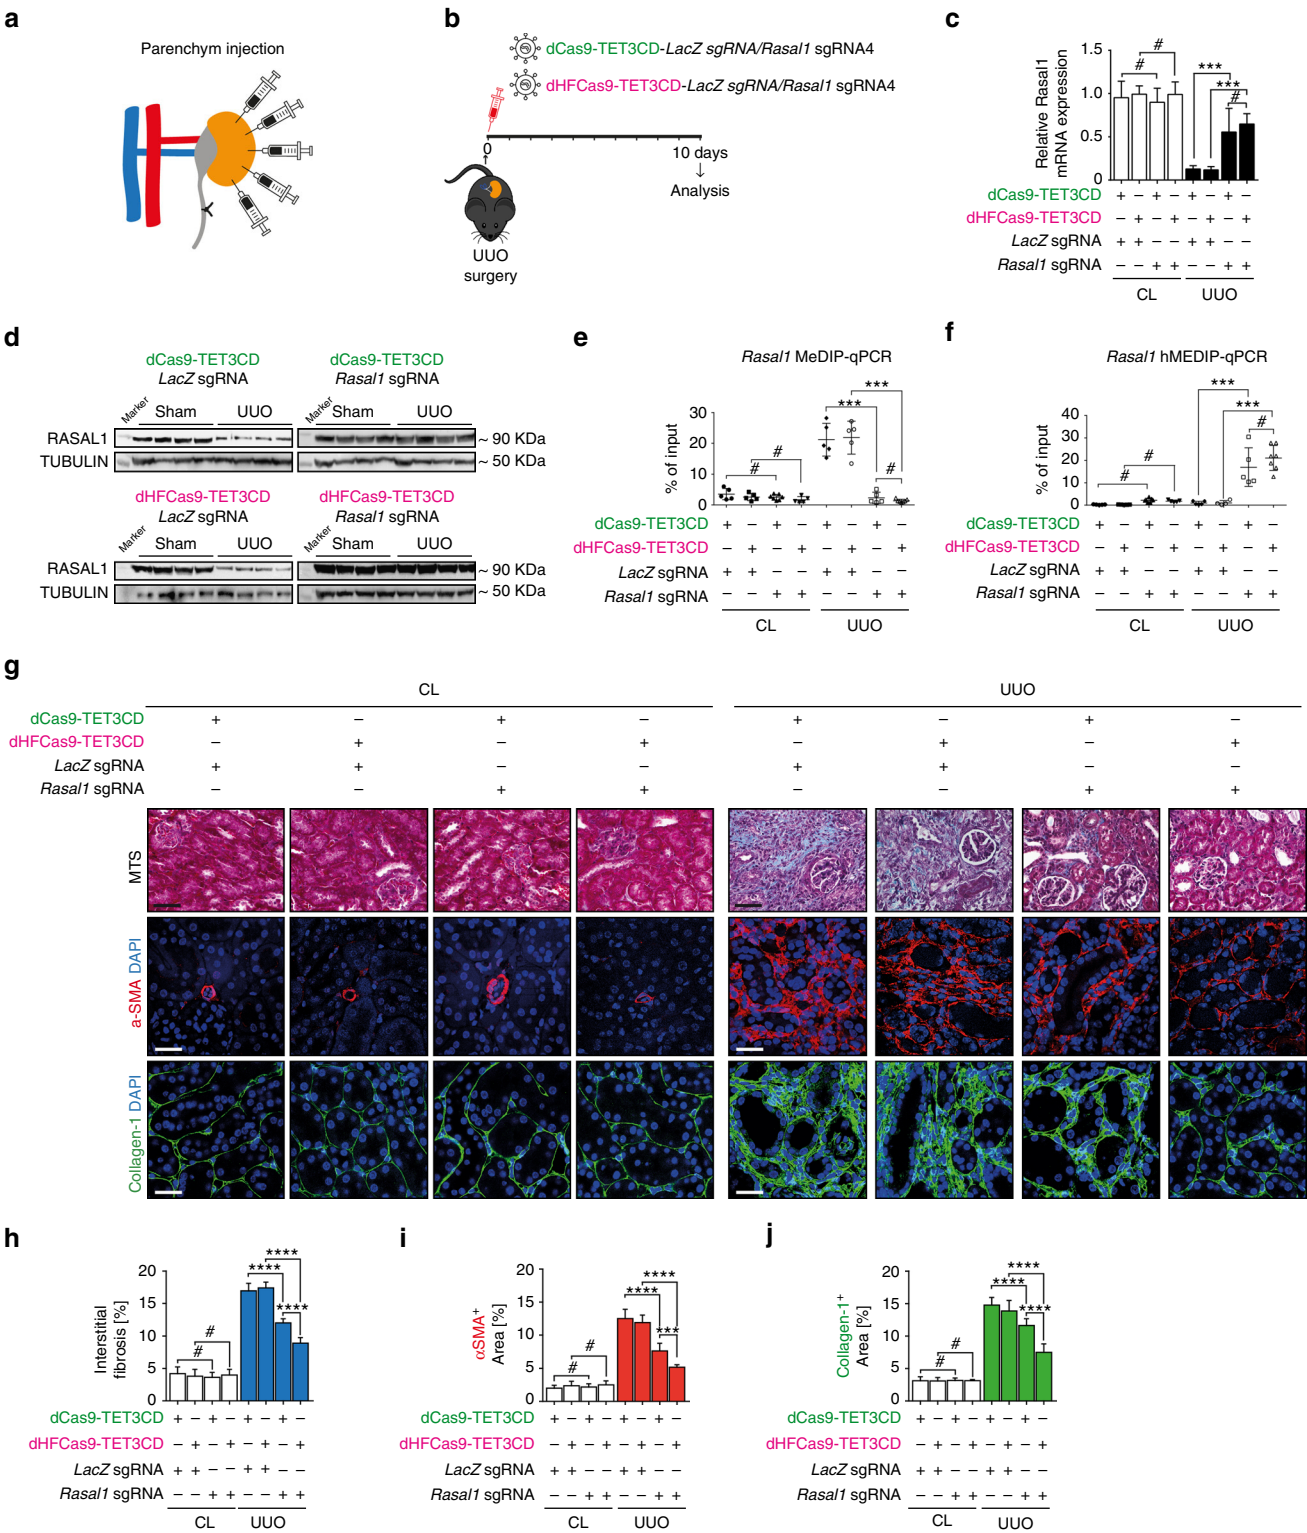 a
Parenchym injection
b
dCas9-TET3CD-LacZ sgRNA/Rasal1 sgRNA4
dHFCas9-TET3CD-LacZ sgRNA/Rasal1 sgRNA4
0
10 days
Analysis
UUO
surgery
c
Relative Rasal1
mRNA expression
1.5
1.0
0.5
0
# # *** *** #
dCas9-TET3CD + − + − + − + −
dHFCas9-TET3CD − + − + − + − +
LacZ sgRNA + + − − + + − −
Rasal1 sgRNA − − + + − − + +
CL UUO
d
dCas9-TET3CD dCas9-TET3CD
LacZ sgRNA Rasal1 sgRNA
Marker Sham UUO Marker Sham UUO
RASAL1 ~ 90 KDa
TUBULIN ~ 50 KDa
dHFCas9-TET3CD dHFCas9-TET3CD
LacZ sgRNA Rasal1 sgRNA
Marker Sham UUO Marker Sham UUO
RASAL1 ~ 90 KDa
TUBULIN ~ 50 KDa
e
Rasal1 MeDIP-qPCR
% of input
30
20
10
0
# # *** *** #
dCas9-TET3CD + − + − + − + −
dHFCas9-TET3CD − + − + − + − +
LacZ sgRNA + + − − + + − −
Rasal1 sgRNA − − + + − − + +
CL UUO
f
Rasal1 hMEDIP-qPCR
% of input
40
30
20
10
0
# # *** *** #
dCas9-TET3CD + − + − + − + −
dHFCas9-TET3CD − + − + − + − +
LacZ sgRNA + + − − + + − −
Rasal1 sgRNA − − + + − − + +
CL UUO
g
CL UUO
dCas9-TET3CD + − + − + − + −
dHFCas9-TET3CD − + − + − + − +
LacZ sgRNA + + − − + + − −
Rasal1 sgRNA − − + + − − + +
MTS
a-SMA DAPI
Collagen-1 DAPI
h
Interstitial
fibrosis [%]
20
15
10
5
0
# # **** **** ****
dCas9-TET3CD + − + − + − + −
dHFCas9-TET3CD − + − + − + − +
LacZ sgRNA + + − − + + − −
Rasal1 sgRNA − − + + − − + +
CL UUO
i
αSMA+
Area [%]
20
15
10
5
0
# # **** **** ***
dCas9-TET3CD + − + − + − + −
dHFCas9-TET3CD − + − + − + − +
LacZ sgRNA + + − − + + − −
Rasal1 sgRNA − − + + − − + +
CL UUO
j
Collagen-1+
Area [%]
20
15
10
5
0
# # **** **** ****
dCas9-TET3CD + − + − + − + −
dHFCas9-TET3CD − + − + − + − +
LacZ sgRNA + + − − + + − −
Rasal1 sgRNA − − + + − − + +
CL UUO